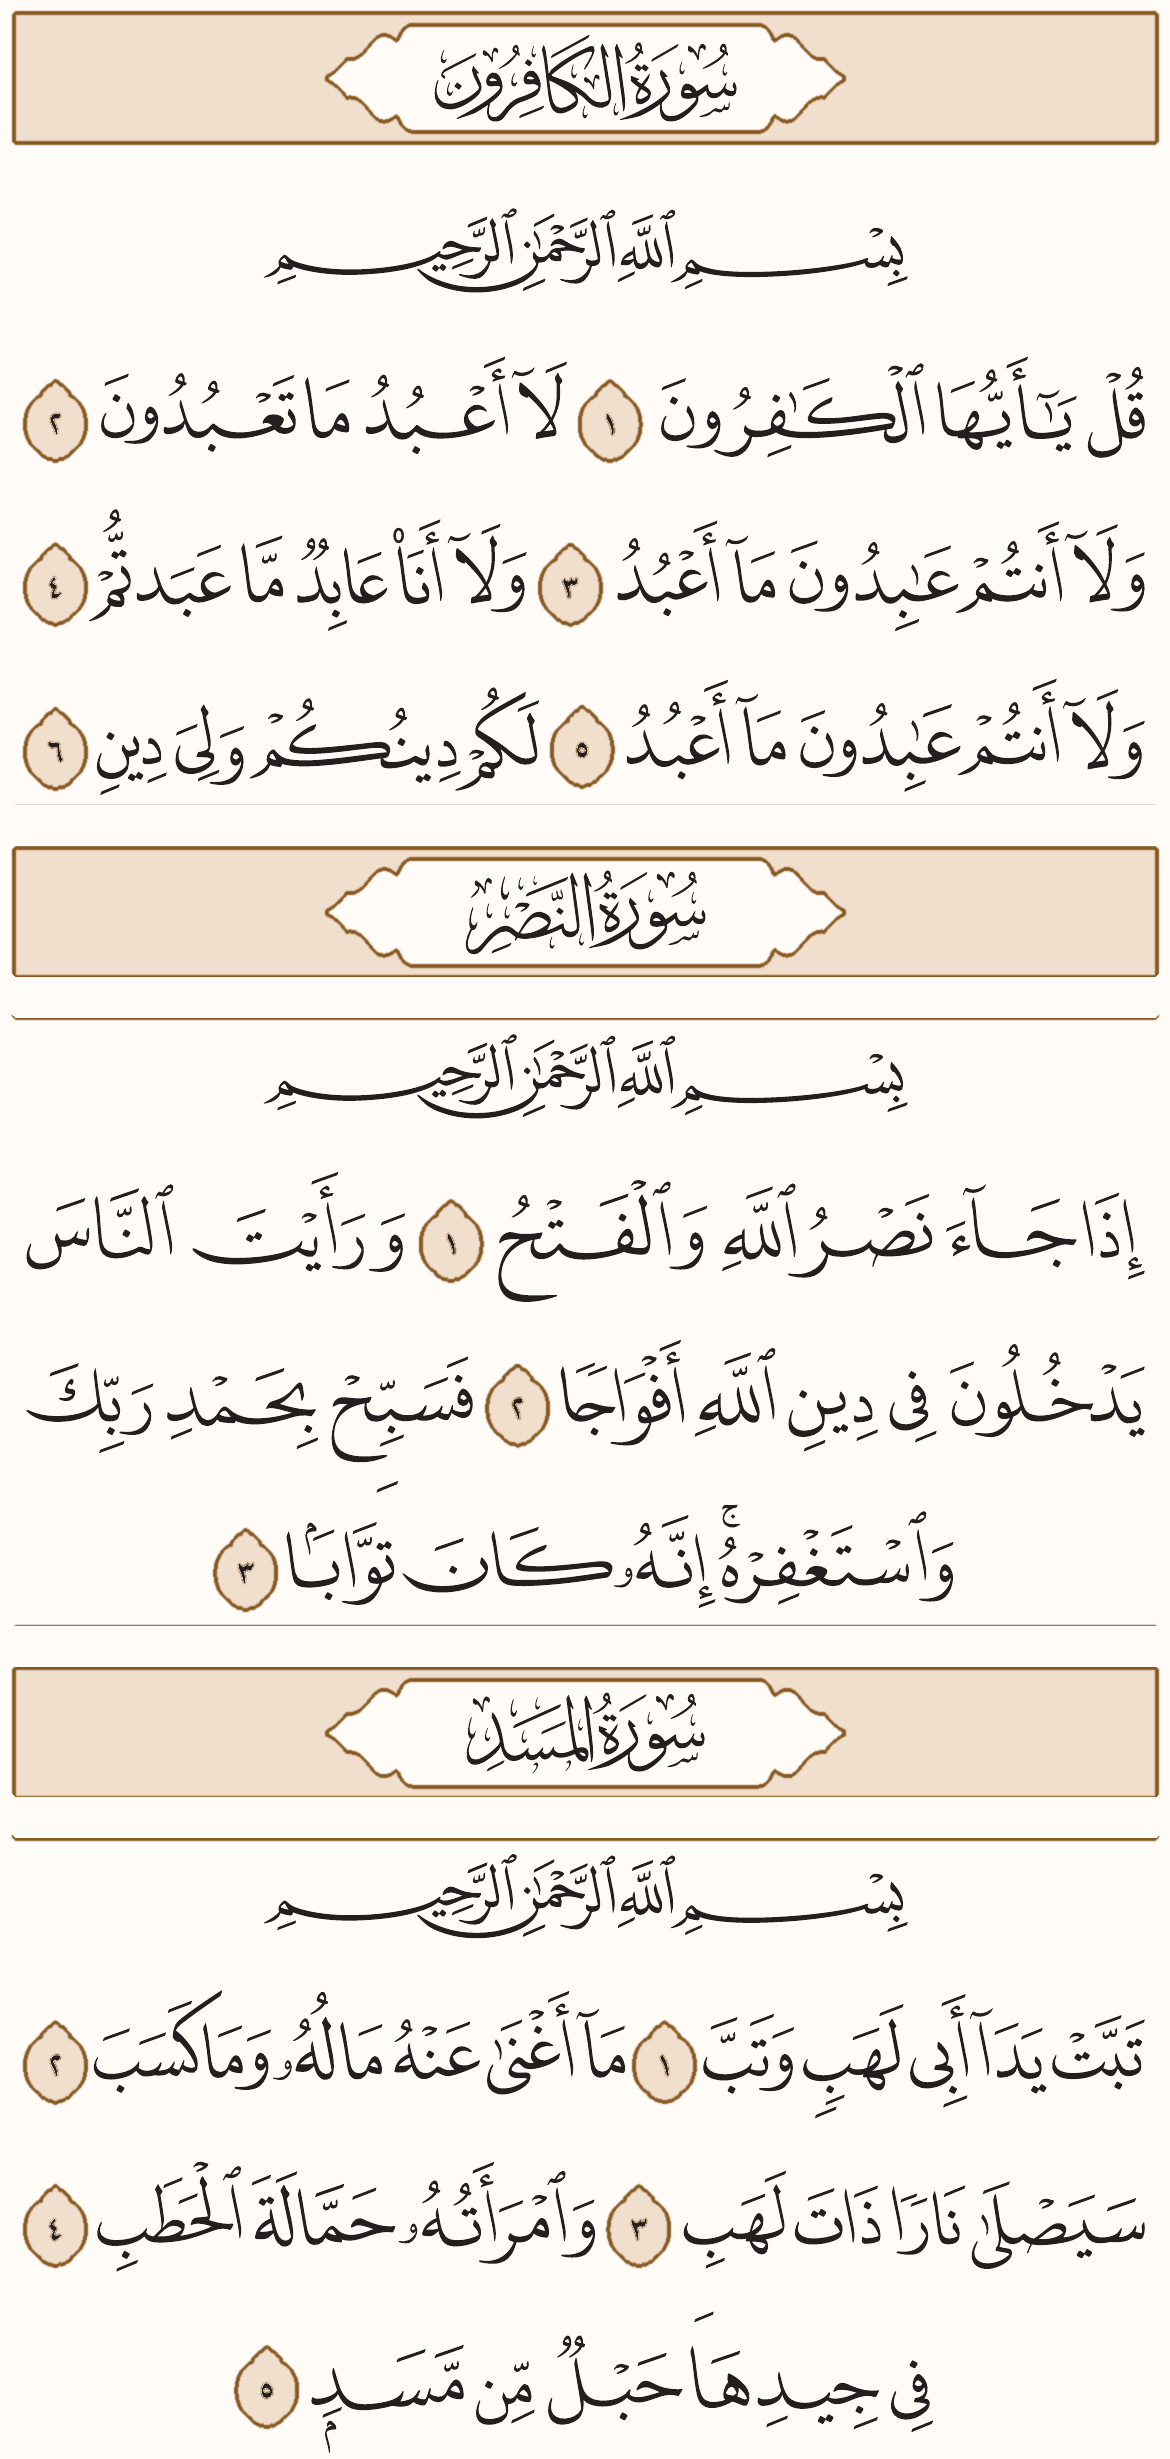 سُورَةُ الكَافِرُونَ
بِسْمِ ٱللَّهِ ٱلرَّحْمَٰنِ ٱلرَّحِيمِ
قُلْ يَٰٓأَيُّهَا ٱلْكَٰفِرُونَ ١ لَآ أَعْبُدُ مَا تَعْبُدُونَ ٢
وَلَآ أَنتُمْ عَٰبِدُونَ مَآ أَعْبُدُ ٣ وَلَآ أَنَا۠ عَابِدٌ مَّا عَبَدتُّمْ ٤
وَلَآ أَنتُمْ عَٰبِدُونَ مَآ أَعْبُدُ ٥ لَكُمْ دِينُكُمْ وَلِىَ دِينِ ٦
سُورَةُ النَّصْرِ
بِسْمِ ٱللَّهِ ٱلرَّحْمَٰنِ ٱلرَّحِيمِ
إِذَا جَآءَ نَصْرُ ٱللَّهِ وَٱلْفَتْحُ ١ وَرَأَيْتَ ٱلنَّاسَ
يَدْخُلُونَ فِى دِينِ ٱللَّهِ أَفْوَاجًا ٢ فَسَبِّحْ بِحَمْدِ رَبِّكَ
وَٱسْتَغْفِرْهُ ۚ إِنَّهُۥ كَانَ تَوَّابَۢا ٣
سُورَةُ المَسَدِ
بِسْمِ ٱللَّهِ ٱلرَّحْمَٰنِ ٱلرَّحِيمِ
تَبَّتْ يَدَآ أَبِى لَهَبٍ وَتَبَّ ١ مَآ أَغْنَىٰ عَنْهُ مَالُهُۥ وَمَا كَسَبَ ٢
سَيَصْلَىٰ نَارًا ذَاتَ لَهَبٍ ٣ وَٱمْرَأَتُهُۥ حَمَّالَةَ ٱلْحَطَبِ ٤
فِى جِيدِهَا حَبْلٌ مِّن مَّسَدٍۭ ٥